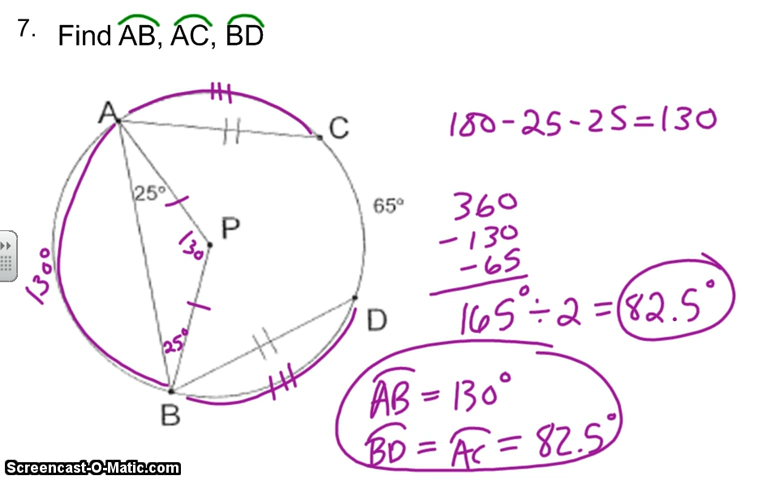 7. Find AB, AC, BD
A
C
180-25-25=130
25°
65°
360
P
130
-130
-65
130°
165° ÷ 2 = 82.5°
D
25°
AB = 130°
B
BD = AC = 82.5°
Screencast-O-Matic.com